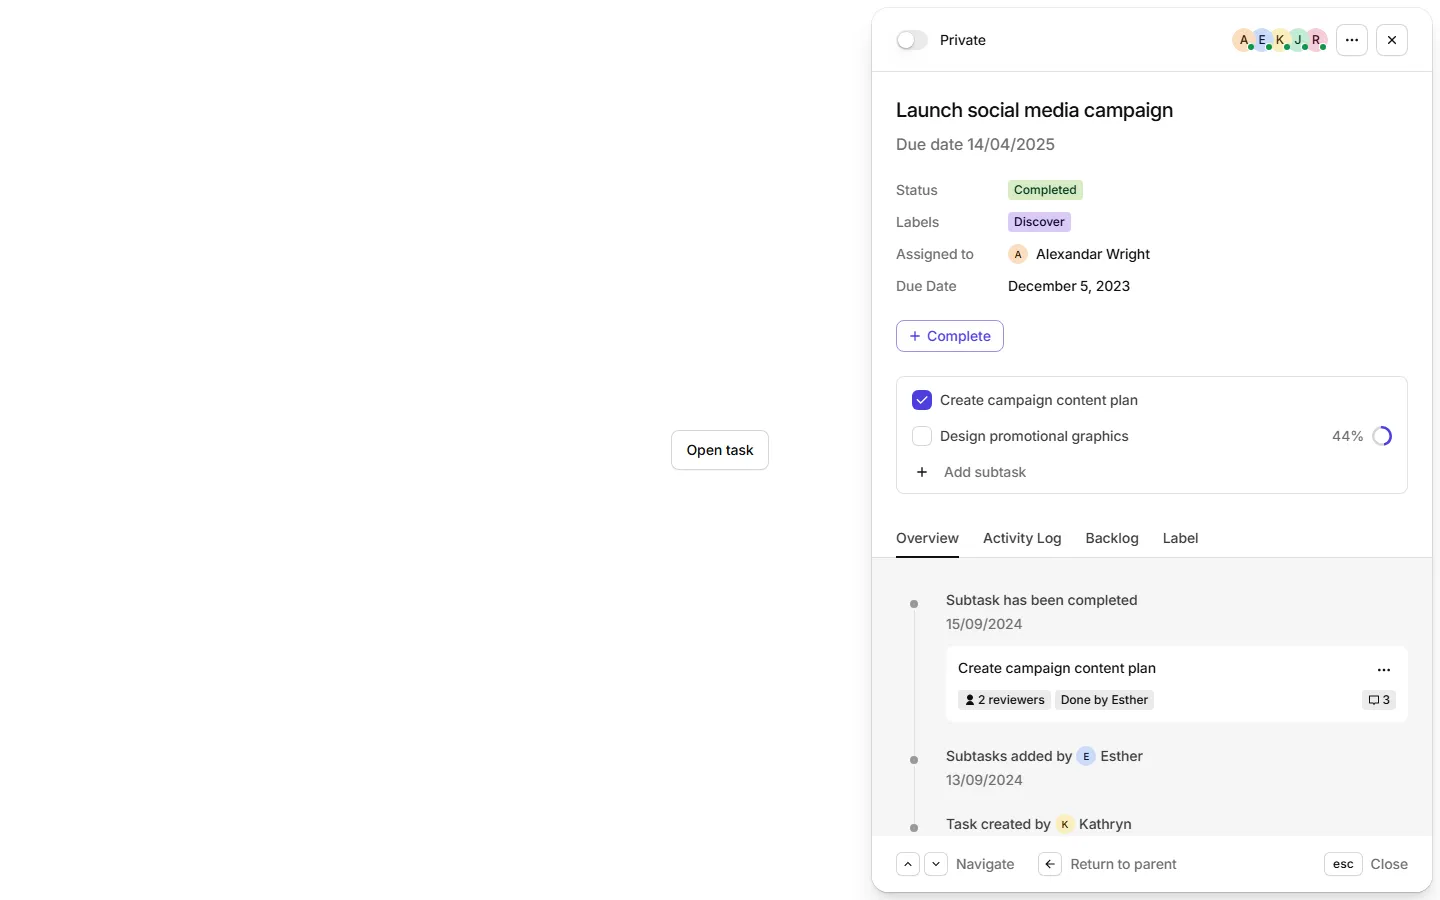 Private
A E K J R
Launch social media campaign
Due date 14/04/2025
Status Completed
Labels Discover
Assigned to A Alexandar Wright
Due Date December 5, 2023
Complete
Create campaign content plan
Design promotional graphics 44%
Add subtask
Open task
Overview Activity Log Backlog Label
Subtask has been completed
15/09/2024
Create campaign content plan
2 reviewers Done by Esther 3
Subtasks added by E Esther
13/09/2024
Task created by K Kathryn
Navigate Return to parent esc Close